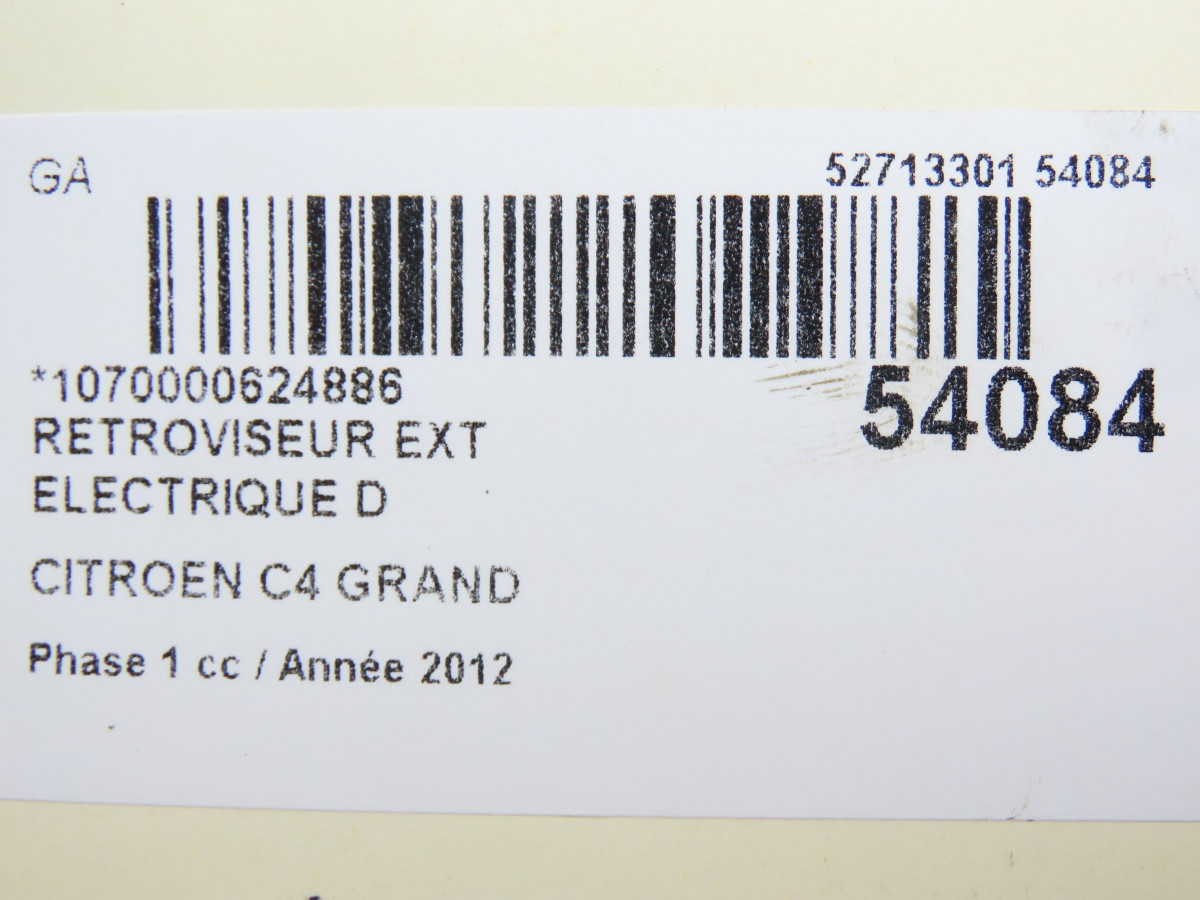 GA
52713301 54084
*1070000624886
54084
RETROVISEUR EXT
ELECTRIQUE D
CITROEN C4 GRAND
Phase 1 cc / Année 2012